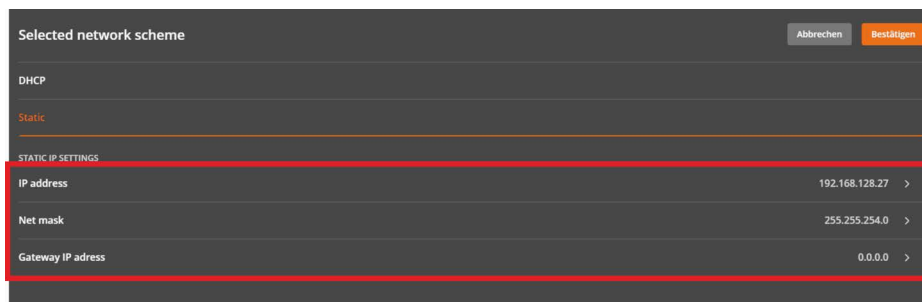 Selected network scheme Abbrechen Bestätigen
DHCP
Static
STATIC IP SETTINGS
IP address 192.168.128.27 >
Net mask 255.255.254.0 >
Gateway IP adress 0.0.0.0 >